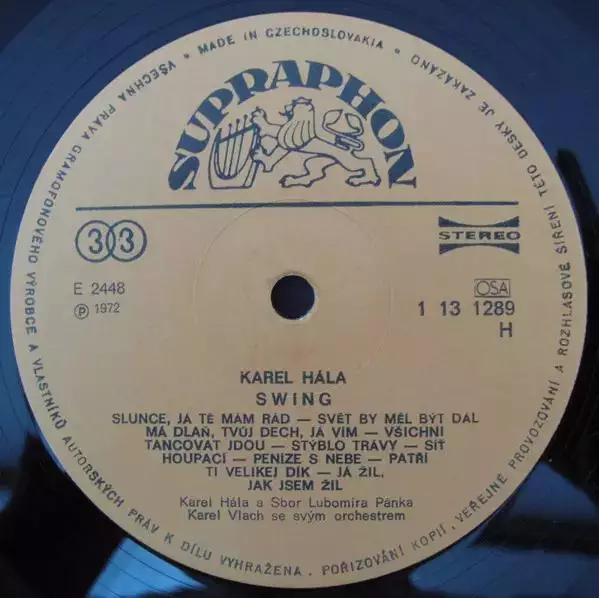 VŠECHNA PRÁVA GRAMOFONOVÉHO VÝROBCE A VLASTNÍKŮ AUTORSKÝCH PRÁV K DÍLU VYHRAŽENA. POŘIZOVÁNÍ KOPIÍ, VEŘEJNÉ PROVOZOVÁNÍ A ROZHLASOVÉ ŠÍŘENÍ TÉTO DESKY JE ZAKÁZÁNO
• MADE IN CZECHOSLOVAKIA •
SUPRAPHON
33
STEREO
E 2448
OSA
Ⓟ 1972
1 13 1289
H
KAREL HÁLA
SWING
SLUNCE, JÁ TĚ MÁM RÁD — SVĚT BY MĚL BÝT DÁL
MÁ DLAŇ, TVŮJ DECH, JÁ VÍM — VŠICHNI
TANCOVAT JDOU — STÝBLO TRÁVY — SÍŤ
HOUPACÍ — PENÍZE S NEBE — PATŘÍ
TI VELIKEJ DÍK — JÁ ŽIL,
JAK JSEM ŽIL
Karel Hála a Sbor Lubomíra Pánka
Karel Vlach se svým orchestrem